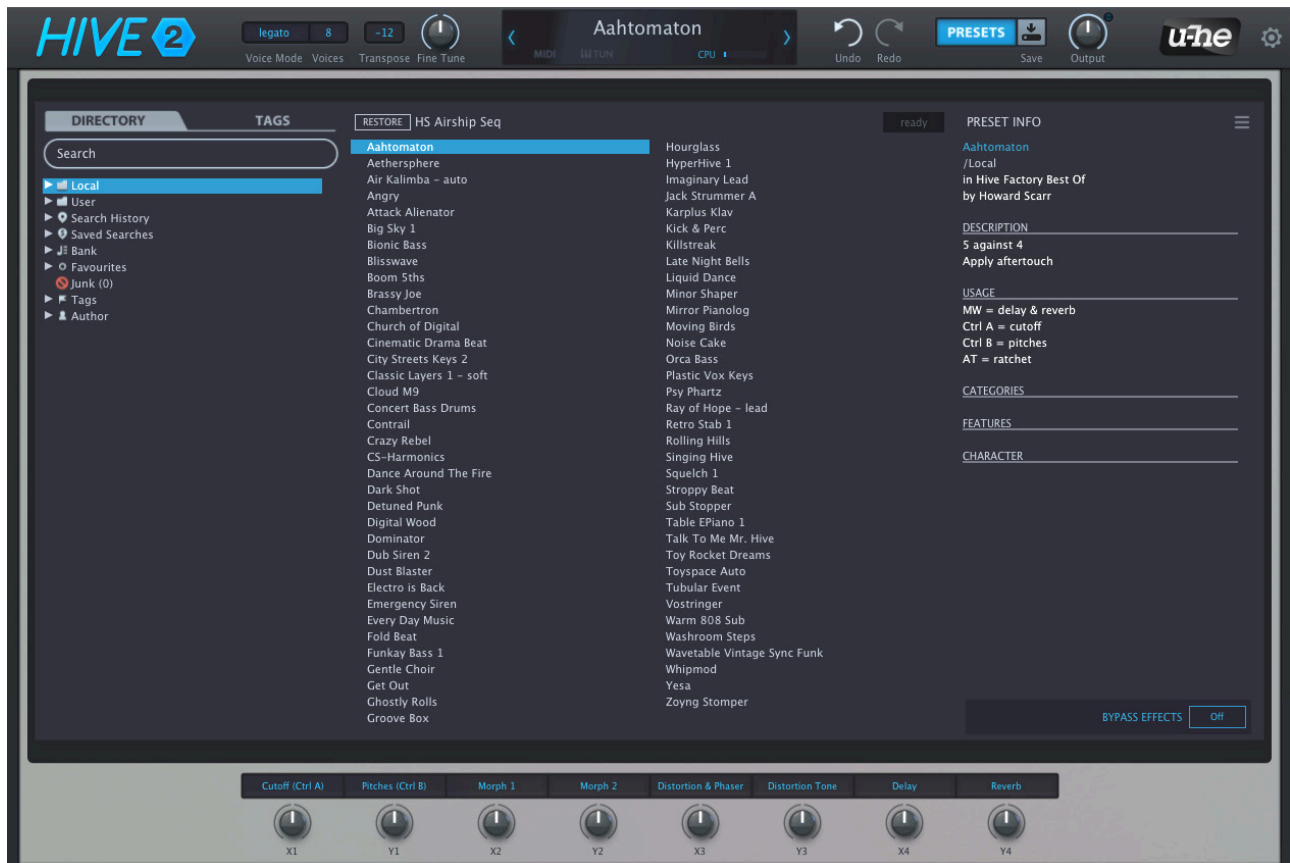 HIVE 2
legato 8 -12
Voice Mode Voices Transpose Fine Tune
Aahtomaton
MIDI TUN CPU
Undo Redo
PRESETS
Save Output
u-he
DIRECTORY TAGS
Search
Local
User
Search History
Saved Searches
Bank
Favourites
Junk (0)
Tags
Author
RESTORE HS Airship Seq
ready
Aahtomaton
Aethersphere
Air Kalimba - auto
Angry
Attack Alienator
Big Sky 1
Bionic Bass
Blisswave
Boom 5ths
Brassy Joe
Chambertron
Church of Digital
Cinematic Drama Beat
City Streets Keys 2
Classic Layers 1 - soft
Cloud M9
Concert Bass Drums
Contrail
Crazy Rebel
CS-Harmonics
Dance Around The Fire
Dark Shot
Detuned Punk
Digital Wood
Dominator
Dub Siren 2
Dust Blaster
Electro is Back
Emergency Siren
Every Day Music
Fold Beat
Funkay Bass 1
Gentle Choir
Get Out
Ghostly Rolls
Groove Box
Hourglass
HyperHive 1
Imaginary Lead
Jack Strummer A
Karplus Klav
Kick & Perc
Killstreak
Late Night Bells
Liquid Dance
Minor Shaper
Mirror Pianolog
Moving Birds
Noise Cake
Orca Bass
Plastic Vox Keys
Psy Phartz
Ray of Hope - lead
Retro Stab 1
Rolling Hills
Singing Hive
Squelch 1
Stroppy Beat
Sub Stopper
Table EPiano 1
Talk To Me Mr. Hive
Toy Rocket Dreams
Toyspace Auto
Tubular Event
Vostringer
Warm 808 Sub
Washroom Steps
Wavetable Vintage Sync Funk
Whipmod
Yesa
Zoyng Stomper
PRESET INFO
Aahtomaton
/Local
in Hive Factory Best Of
by Howard Scarr
DESCRIPTION
5 against 4
Apply aftertouch
USAGE
MW = delay & reverb
Ctrl A = cutoff
Ctrl B = pitches
AT = ratchet
CATEGORIES
FEATURES
CHARACTER
BYPASS EFFECTS Off
Cutoff (Ctrl A) Pitches (Ctrl B) Morph 1 Morph 2 Distortion & Phaser Distortion Tone Delay Reverb
X1 Y1 X2 Y2 X3 Y3 X4 Y4